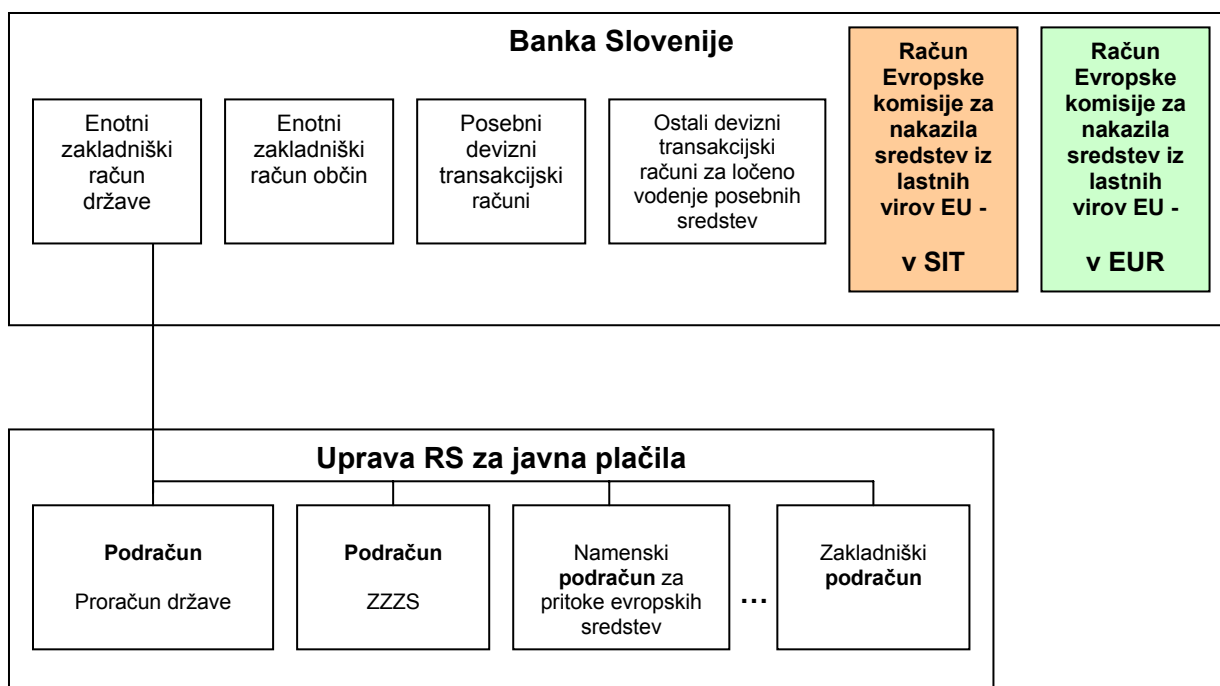 Banka Slovenije
Enotni
zakladniški
račun
države
Enotni
zakladniški
račun občin
Posebni
devizni
transakcijski
računi
Ostali devizni
transakcijski
računi za ločeno
vodenje posebnih
sredstev
Račun
Evropske
komisije za
nakazila
sredstev iz
lastnih
virov EU -
v SIT
Račun
Evropske
komisije za
nakazila
sredstev iz
lastnih
virov EU -
v EUR
Uprava RS za javna plačila
Podračun
Proračun države
Podračun
ZZZS
Namenski
podračun za
pritoke evropskih
sredstev
...
Zakladniški
podračun